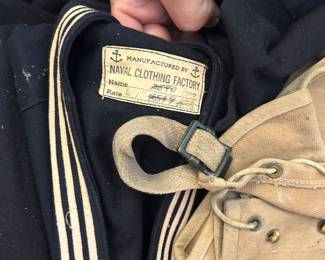 MANUFACTURED BY
NAVAL CLOTHING FACTORY
Name
Rate